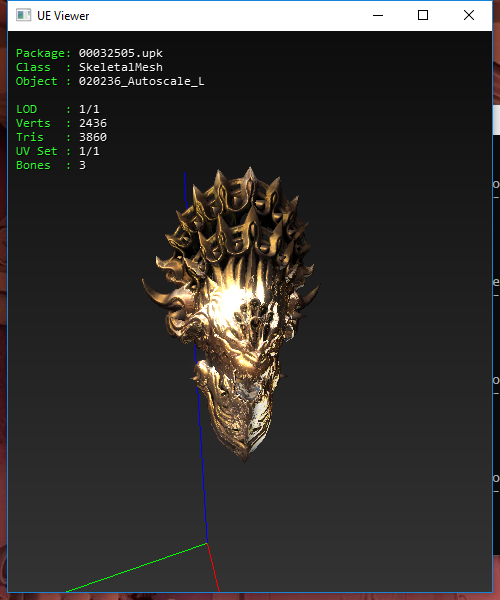 UE Viewer
Package: 00032505.upk
Class  : SkeletalMesh
Object : 020236_Autoscale_L
LOD    : 1/1
Verts  : 2436
Tris   : 3860
UV Set : 1/1
Bones  : 3